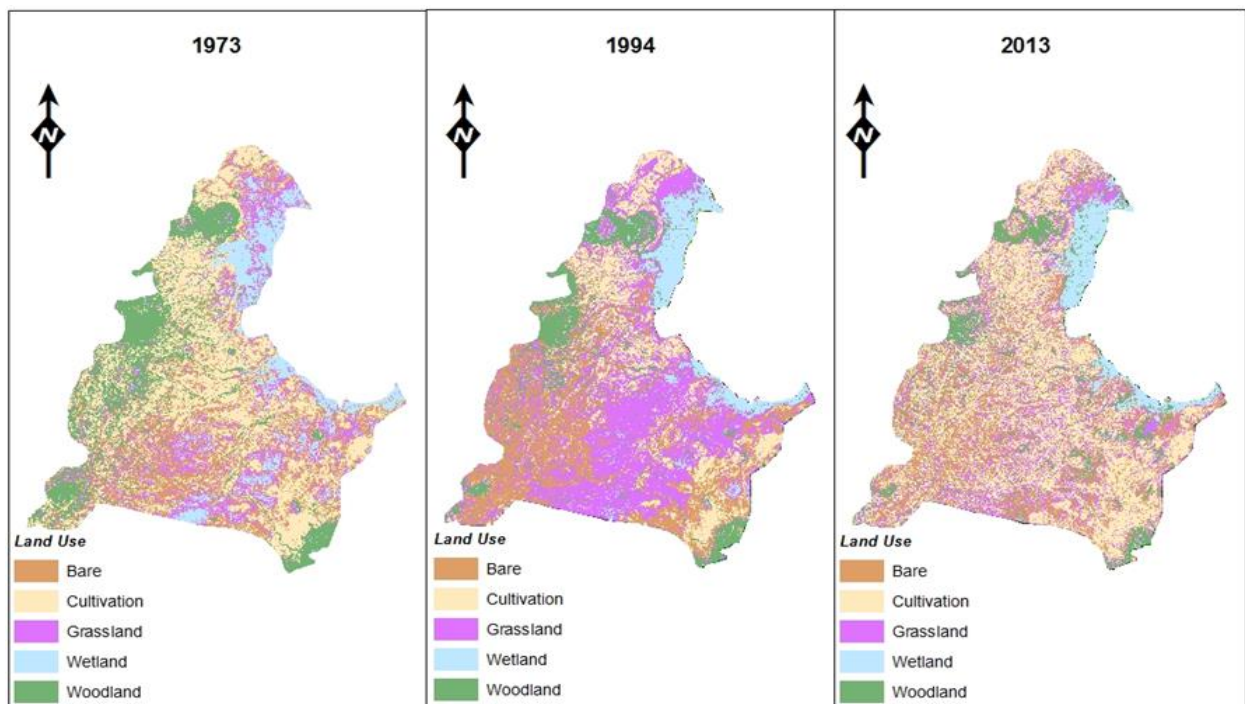 1973
N
Land Use
Bare
Cultivation
Grassland
Wetland
Woodland
1994
N
Land Use
Bare
Cultivation
Grassland
Wetland
Woodland
2013
N
Land Use
Bare
Cultivation
Grassland
Wetland
Woodland